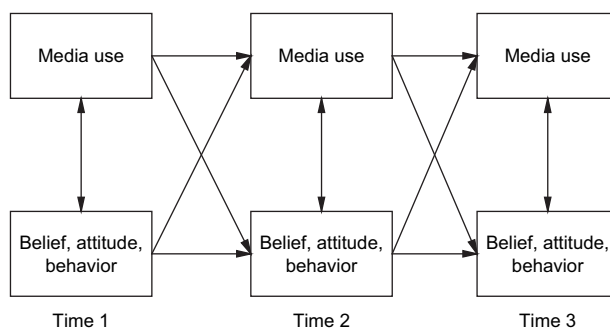 Media use
Media use
Media use
Belief, attitude,
behavior
Belief, attitude,
behavior
Belief, attitude,
behavior
Time 1
Time 2
Time 3